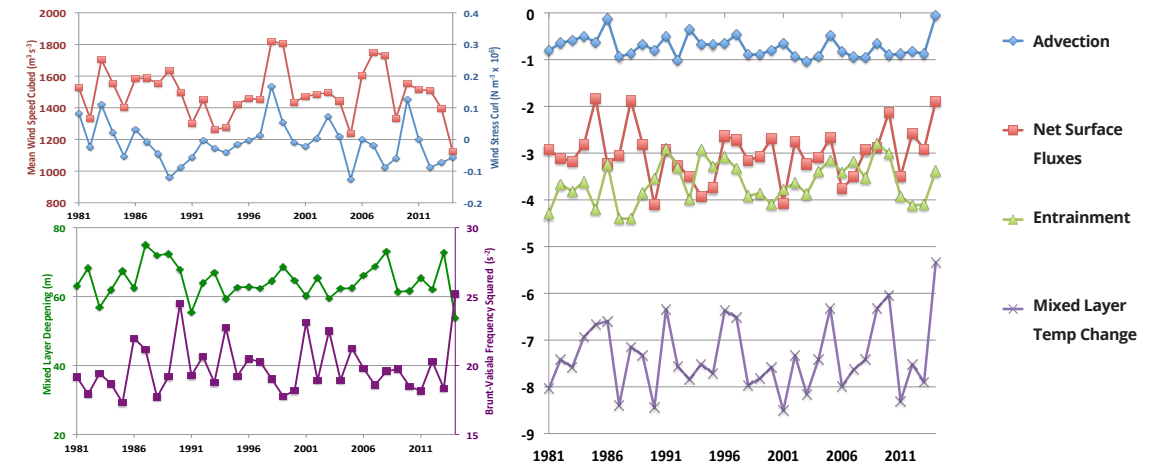 2000
1800
1600
1400
1200
1000
800
Mean Wind Speed Cubed (m³ s⁻³)
0.4
0.3
0.2
0.1
0
-0.1
-0.2
Wind Stress Curl (N m⁻³ x 10⁶)
1981 1986 1991 1996 2001 2006 2011
80
60
40
20
Mixed Layer Deepening (m)
30
25
20
15
Brunt-Vaisala Frequency Squared (s⁻²)
1981 1986 1991 1996 2001 2006 2011
0
-1
-2
-3
-4
-5
-6
-7
-8
-9
1981 1986 1991 1996 2001 2006 2011
Advection
Net Surface
Fluxes
Entrainment
Mixed Layer
Temp Change